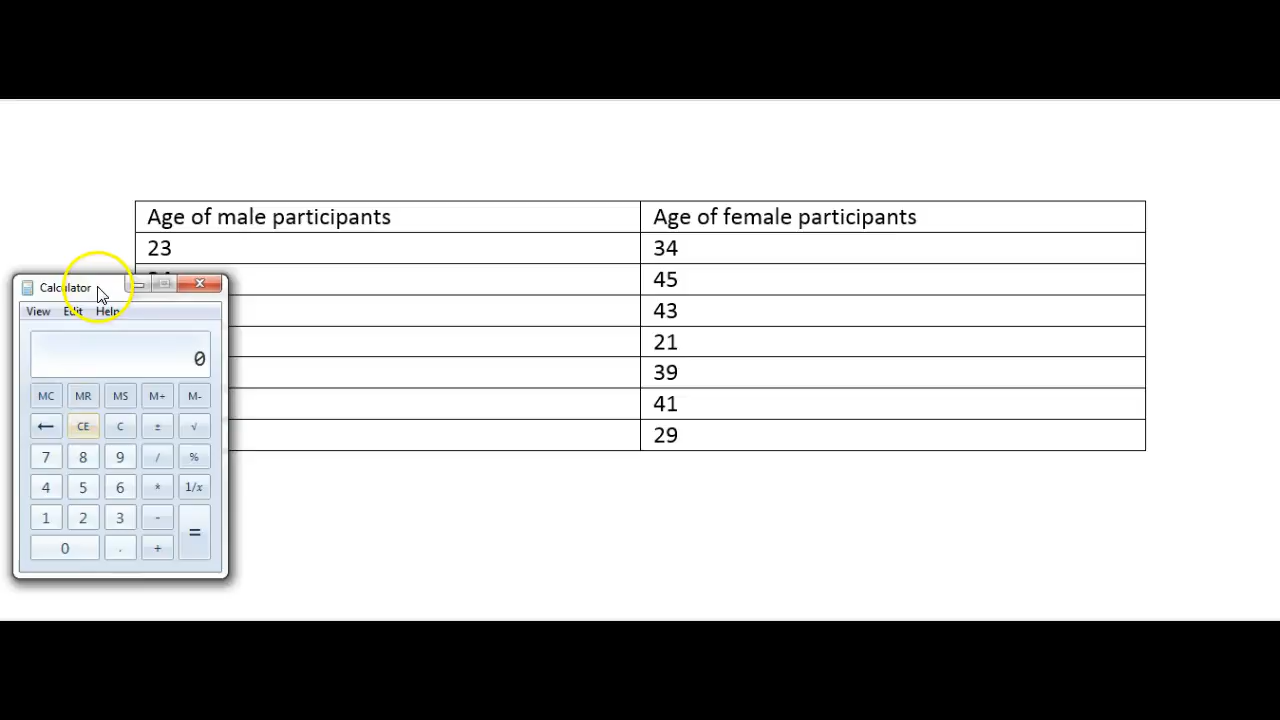 Age of male participants Age of female participants
23 34
45
Calculator
43
View Edit Help
21
0
39
MC MR MS M+ M-
41
← CE C ± √
29
7 8 9 / %
4 5 6 * 1/x
1 2 3 - =
0 . +